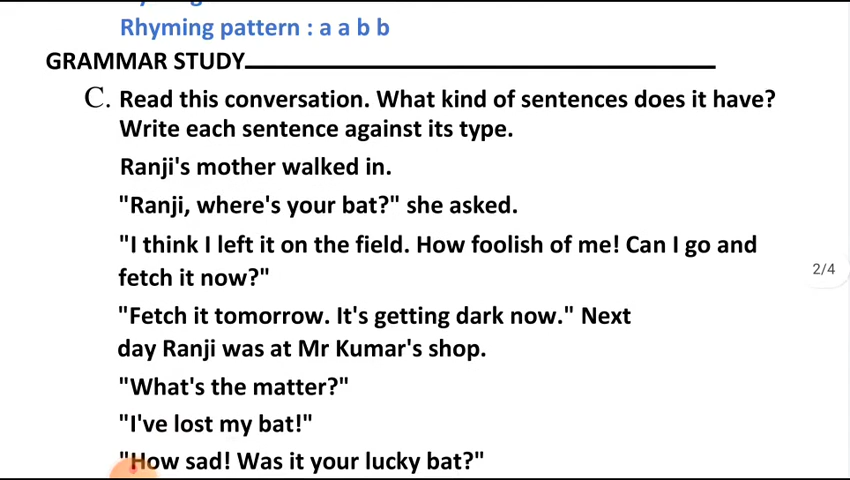 Rhyming pattern : a a b b
GRAMMAR STUDY
C. Read this conversation. What kind of sentences does it have?
Write each sentence against its type.
Ranji's mother walked in.
"Ranji, where's your bat?" she asked.
"I think I left it on the field. How foolish of me! Can I go and
fetch it now?"
2/4
"Fetch it tomorrow. It's getting dark now." Next
day Ranji was at Mr Kumar's shop.
"What's the matter?"
"I've lost my bat!"
"How sad! Was it your lucky bat?"